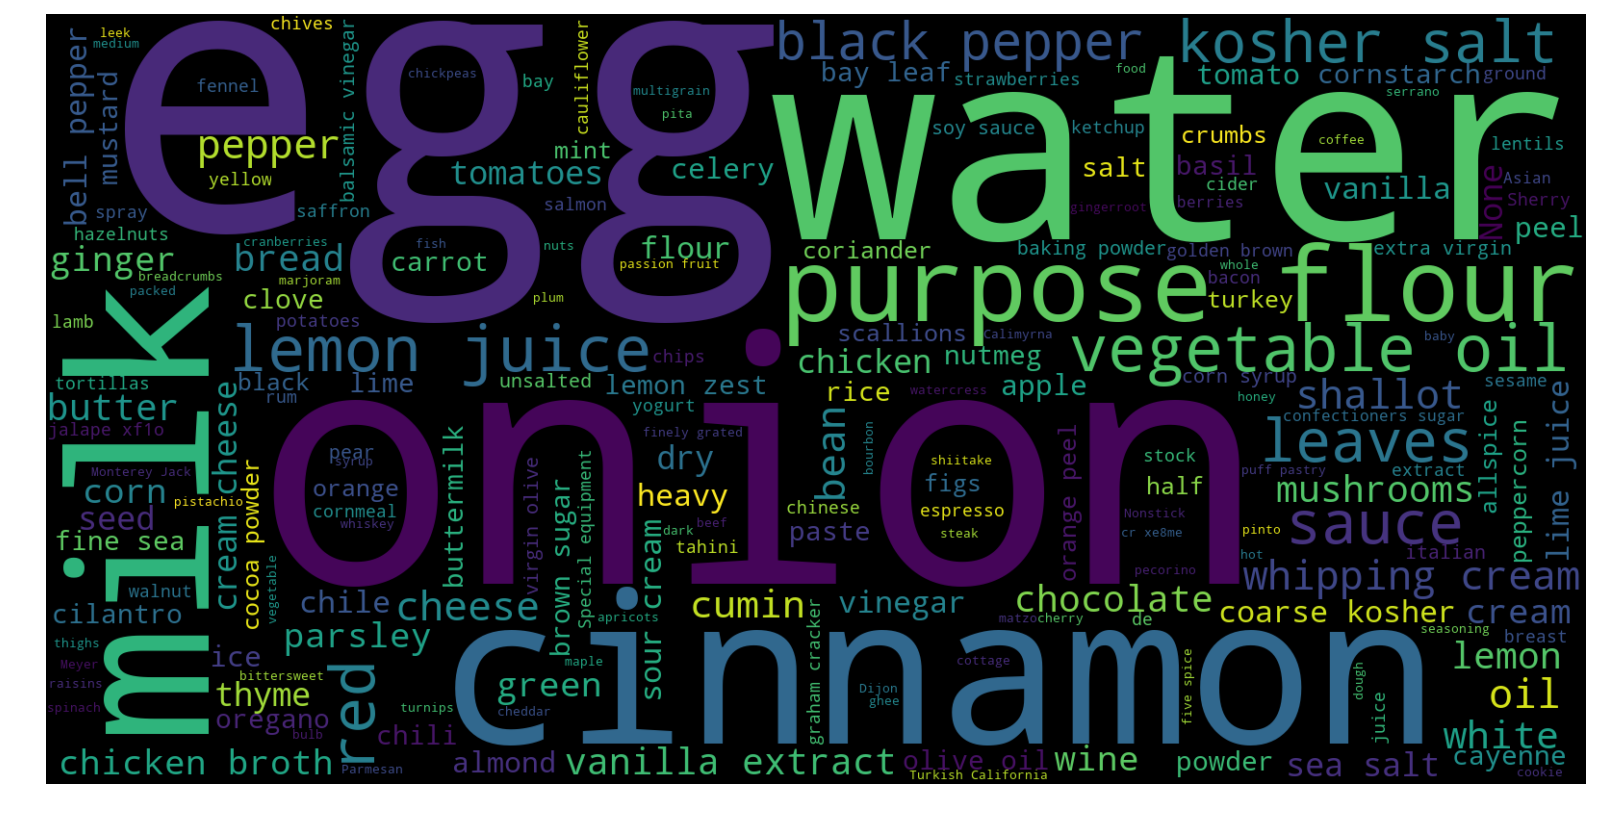 egg
water
onion
cinnamon
milk
purpose flour
black pepper
kosher salt
vegetable oil
lemon juice
leek
medium
chives
fennel
bell pepper
mustard
balsamic vinegar
chickpeas
bay
cauliflower
multigrain
pita
bay leaf
strawberries
food
tomato
cornstarch
ground
serrano
pepper
yellow
tomatoes
mint
celery
soy sauce
ketchup
crumbs
coffee
lentils
salt
basil
vanilla
cider
berries
gingerroot
None
Asian
Sherry
peel
spray
saffron
salmon
hazelnuts
cranberries
fish
nuts
flour
coriander
baking powder
golden brown
extra virgin
ginger
bread
carrot
passion fruit
whole
bacon
breadcrumbs
marjoram
packed
clove
plum
turkey
lamb
potatoes
scallions
Calimyrna
baby
chips
chicken
nutmeg
tortillas
black
lime
unsalted
lemon zest
rice
watercress
apple
corn syrup
shallot
sesame
rum
butter
cream cheese
yogurt
honey
confectioners sugar
jalape xf1o
finely grated
bean
bourbon
leaves
allspice
lime juice
pear
syrup
buttermilk
dry
shiitake
stock
orange peel
puff pastry
extract
peppercorn
Monterey Jack
corn
pistachio
cocoa powder
orange
virgin olive
Special equipment
heavy
figs
half
mushrooms
seed
cornmeal
whiskey
brown sugar
beef
chinese
espresso
Nonstick
sauce
fine sea
dark
paste
steak
cr xe8me
pinto
tahini
sour cream
hot
italian
vegetable
pecorino
whipping cream
walnut
cilantro
chile
cheese
apricots
cumin
vinegar
chocolate
coarse kosher
cream
graham cracker
matzo
cherry
de
thighs
parsley
seasoning
breast
Meyer
ice
maple
cottage
lemon
bittersweet
raisins
thyme
red
green
Dijon
ghee
five spice
dough
juice
oil
spinach
oregano
turnips
cheddar
bulb
chili
white
chicken broth
Parmesan
almond
vanilla extract
olive oil
wine
powder
sea salt
cayenne
Turkish California
cookie